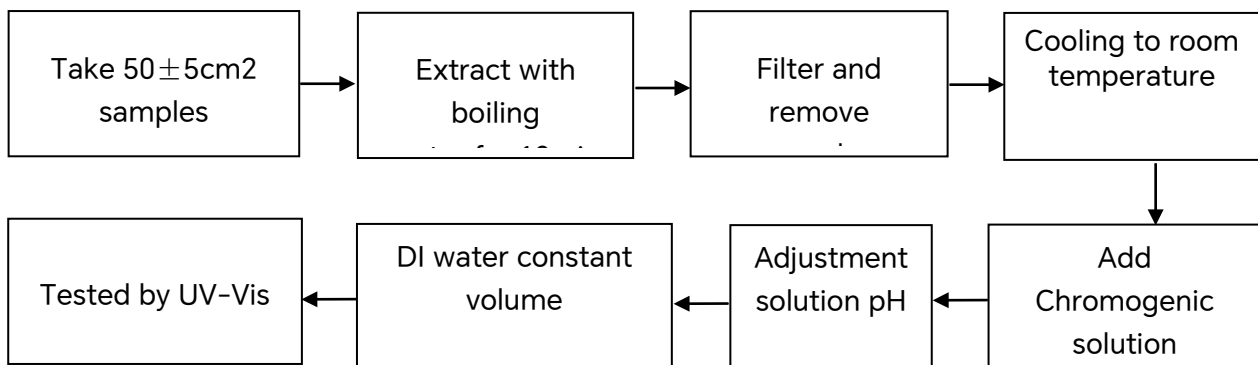 Take 50±5cm2
samples
Extract with
boiling
Filter and
remove
Cooling to room
temperature
Add
Chromogenic
solution
Adjustment
solution pH
DI water constant
volume
Tested by UV-Vis